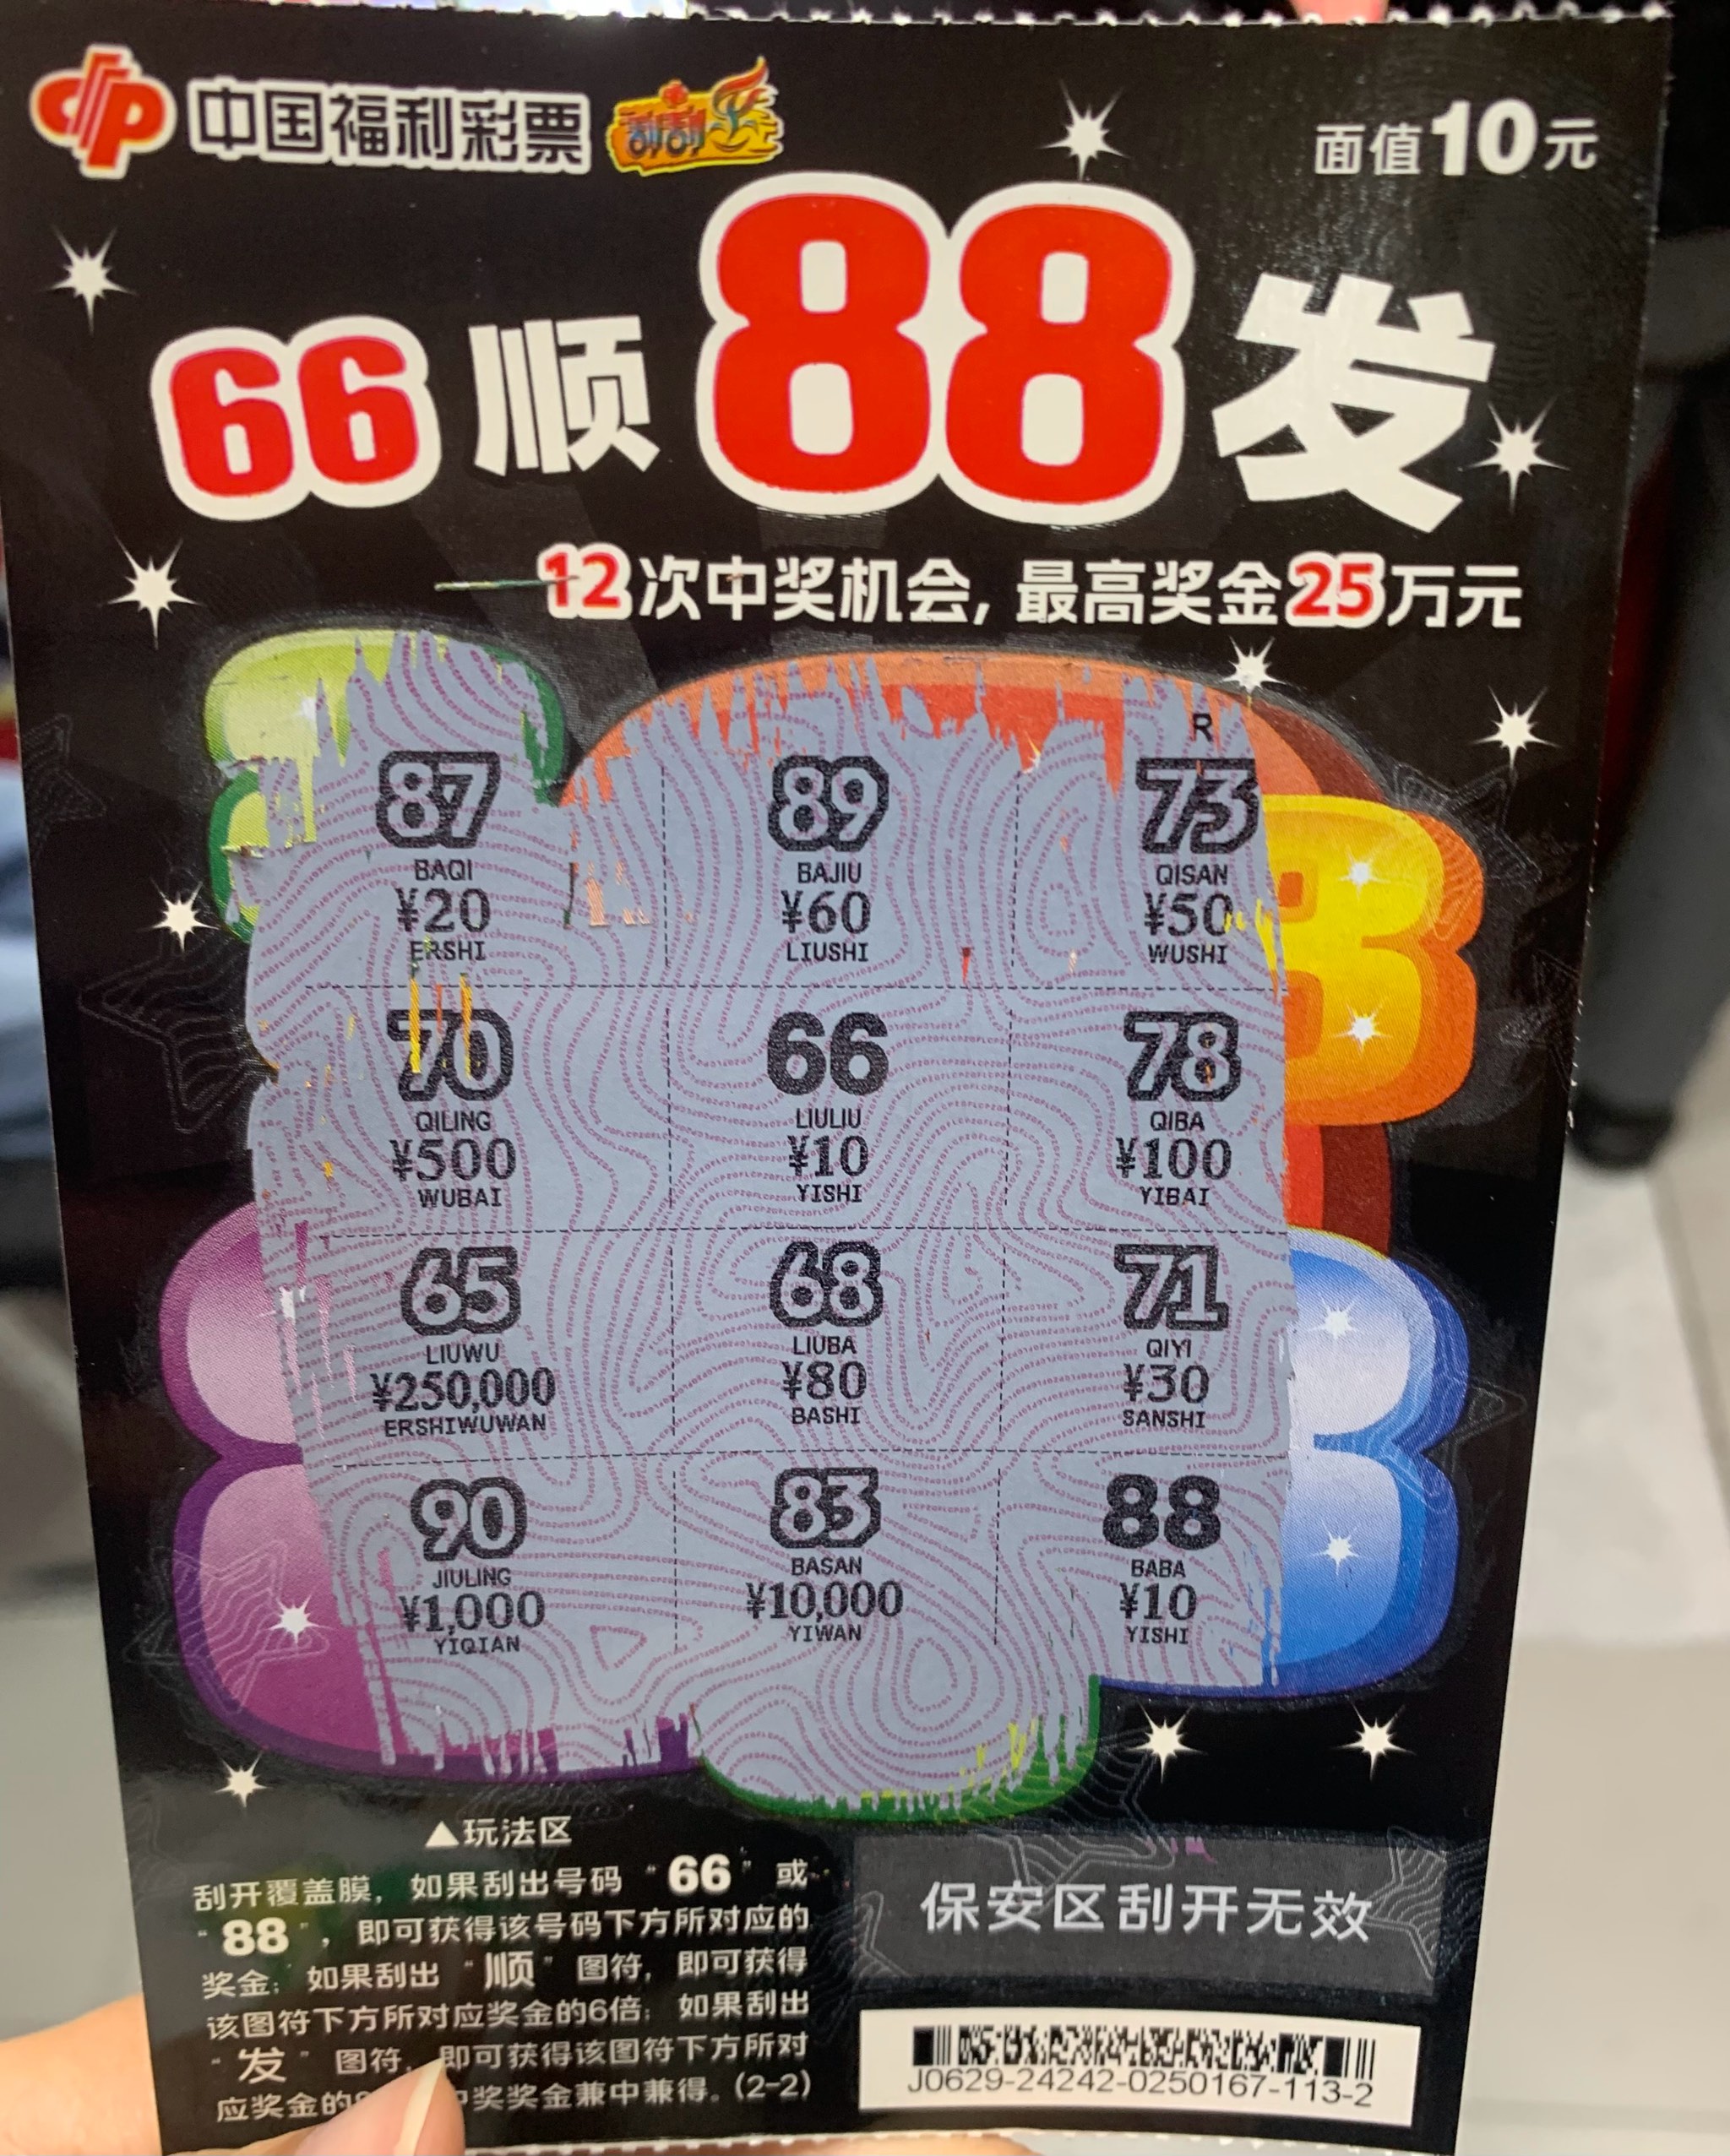 中国福利彩票 刮刮乐
面值10元
66顺88发
12次中奖机会,最高奖金25万元
R
87 89 73
BAQI BAJIU QISAN
¥20 ¥60 ¥50
ERSHI LIUSHI WUSHI
70 66 78
QILING LIULIU QIBA
¥500 ¥10 ¥100
WUBAI YISHI YIBAI
65 68 71
LIUWU LIUBA QIYI
¥250,000 ¥80 ¥30
ERSHIWUWAN BASHI SANSHI
90 83 88
JIULING BASAN BABA
¥1,000 ¥10,000 ¥10
YIQIAN YIWAN YISHI
▲玩法区
刮开覆盖膜,如果刮出号码“66”或
“88”,即可获得该号码下方所对应的
奖金;如果刮出“顺”图符,即可获得
该图符下方所对应奖金的6倍;如果刮出
“发”图符,即可获得该图符下方所对
应奖金的 奖奖金兼中兼得。(2-2)
保安区刮开无效
J0629-24242-0250167-113-2